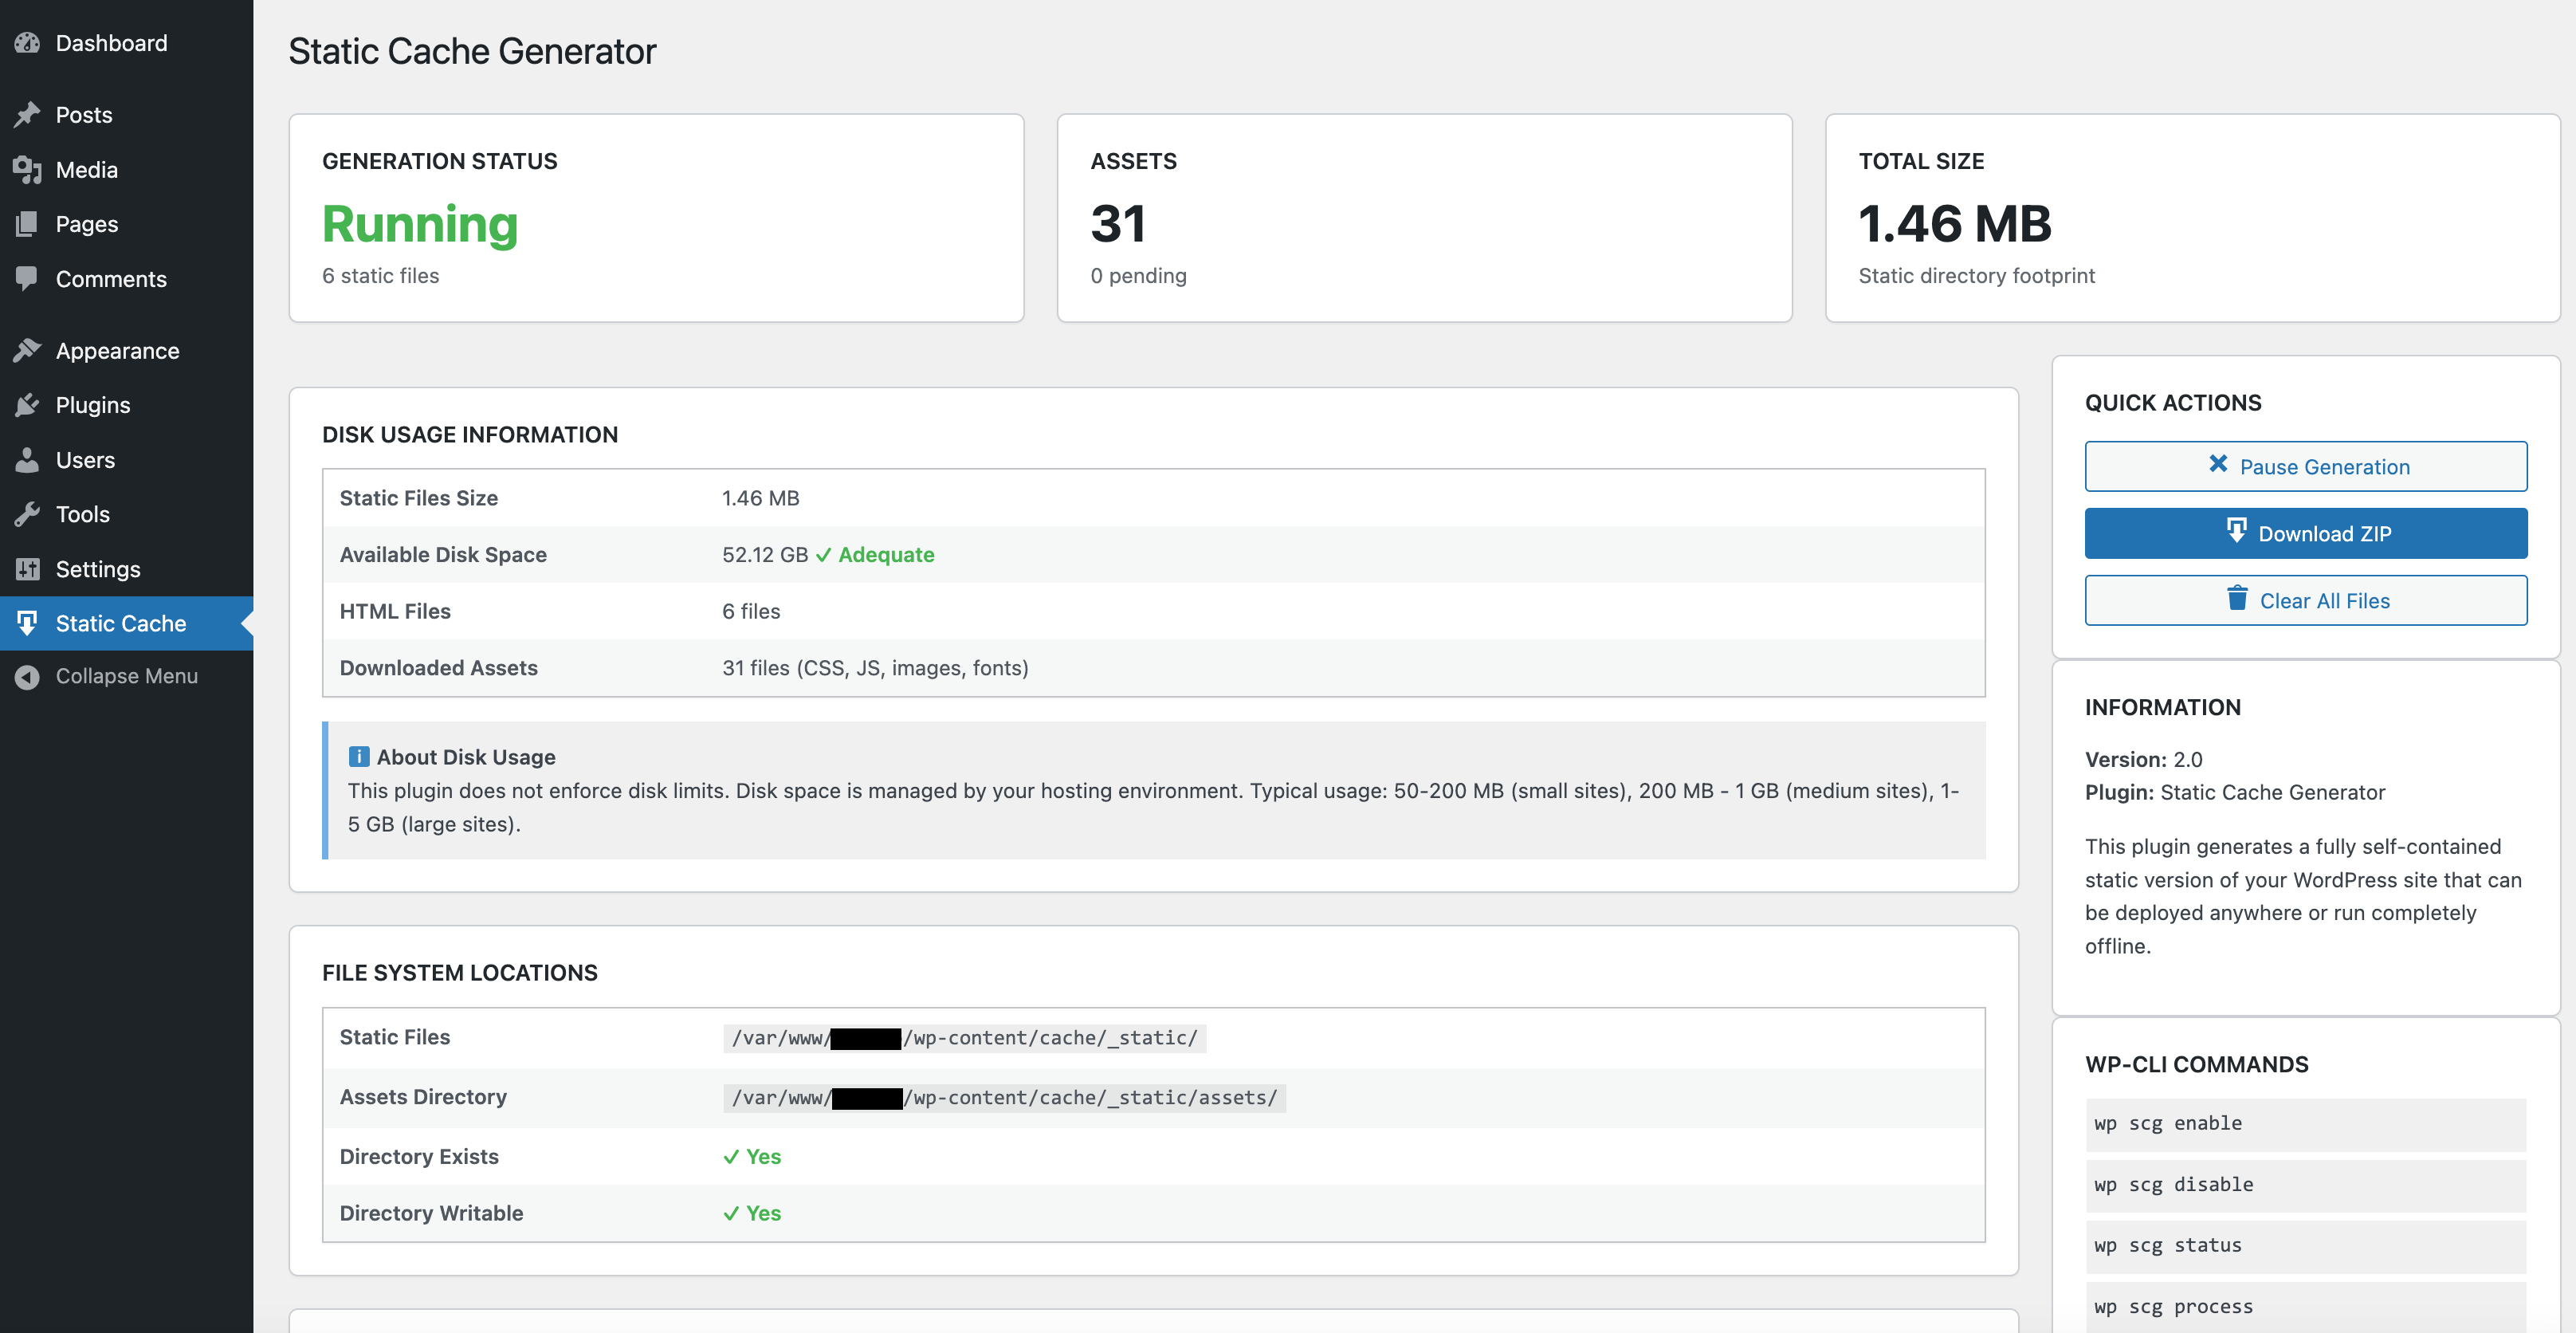 Dashboard
Posts
Media
Pages
Comments
Appearance
Plugins
Users
Tools
Settings
Static Cache
Collapse Menu
Static Cache Generator
GENERATION STATUS
Running
6 static files
ASSETS
31
0 pending
TOTAL SIZE
1.46 MB
Static directory footprint
DISK USAGE INFORMATION
Static Files Size 1.46 MB
Available Disk Space 52.12 GB ✓ Adequate
HTML Files 6 files
Downloaded Assets 31 files (CSS, JS, images, fonts)
i About Disk Usage
This plugin does not enforce disk limits. Disk space is managed by your hosting environment. Typical usage: 50-200 MB (small sites), 200 MB - 1 GB (medium sites), 1-
5 GB (large sites).
FILE SYSTEM LOCATIONS
Static Files /var/www/ /wp-content/cache/_static/
Assets Directory /var/www/ /wp-content/cache/_static/assets/
Directory Exists ✓ Yes
Directory Writable ✓ Yes
QUICK ACTIONS
Pause Generation
Download ZIP
Clear All Files
INFORMATION
Version: 2.0
Plugin: Static Cache Generator
This plugin generates a fully self-contained
static version of your WordPress site that can
be deployed anywhere or run completely
offline.
WP-CLI COMMANDS
wp scg enable
wp scg disable
wp scg status
wp scg process